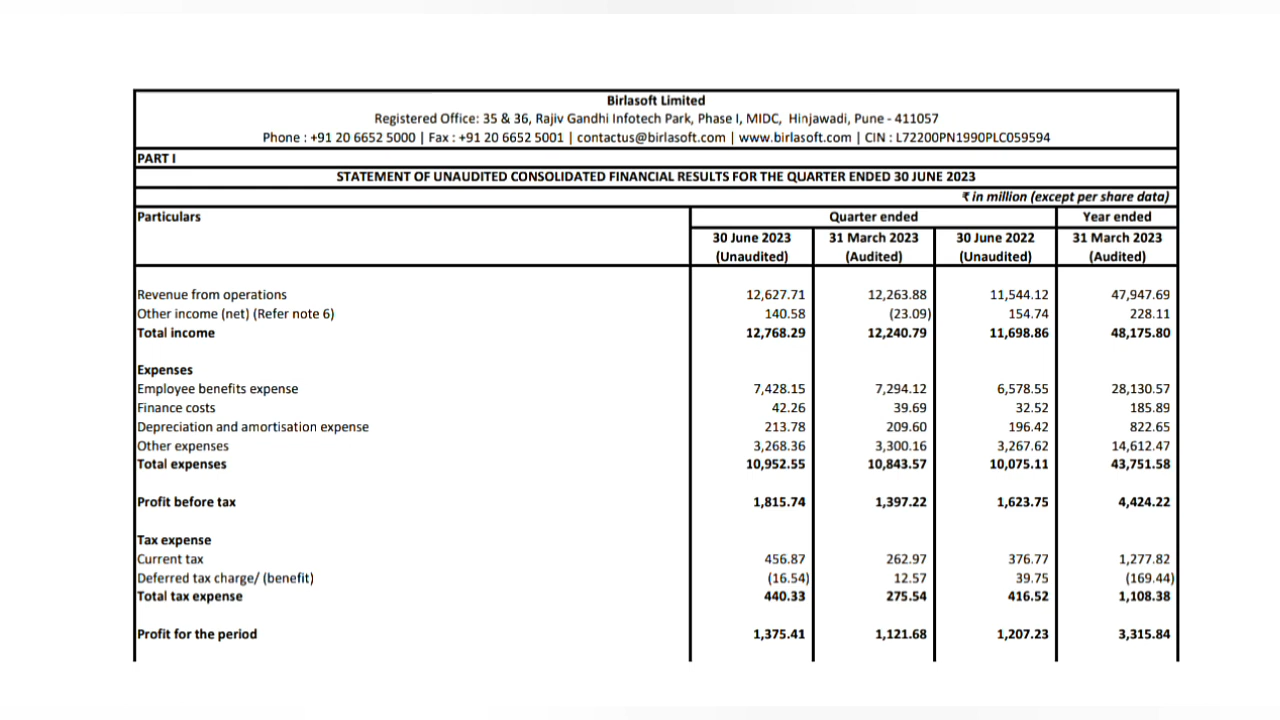 Birlasoft Limited
Registered Office: 35 & 36, Rajiv Gandhi Infotech Park, Phase I, MIDC, Hinjawadi, Pune - 411057
Phone : +91 20 6652 5000 | Fax : +91 20 6652 5001 | contactus@birlasoft.com | www.birlasoft.com | CIN : L72200PN1990PLC059594
PART I
STATEMENT OF UNAUDITED CONSOLIDATED FINANCIAL RESULTS FOR THE QUARTER ENDED 30 JUNE 2023
₹ in million (except per share data)
Particulars Quarter ended Year ended
30 June 2023 31 March 2023 30 June 2022 31 March 2023
(Unaudited) (Audited) (Unaudited) (Audited)
Revenue from operations 12,627.71 12,263.88 11,544.12 47,947.69
Other income (net) (Refer note 6) 140.58 (23.09) 154.74 228.11
Total income 12,768.29 12,240.79 11,698.86 48,175.80
Expenses
Employee benefits expense 7,428.15 7,294.12 6,578.55 28,130.57
Finance costs 42.26 39.69 32.52 185.89
Depreciation and amortisation expense 213.78 209.60 196.42 822.65
Other expenses 3,268.36 3,300.16 3,267.62 14,612.47
Total expenses 10,952.55 10,843.57 10,075.11 43,751.58
Profit before tax 1,815.74 1,397.22 1,623.75 4,424.22
Tax expense
Current tax 456.87 262.97 376.77 1,277.82
Deferred tax charge/ (benefit) (16.54) 12.57 39.75 (169.44)
Total tax expense 440.33 275.54 416.52 1,108.38
Profit for the period 1,375.41 1,121.68 1,207.23 3,315.84